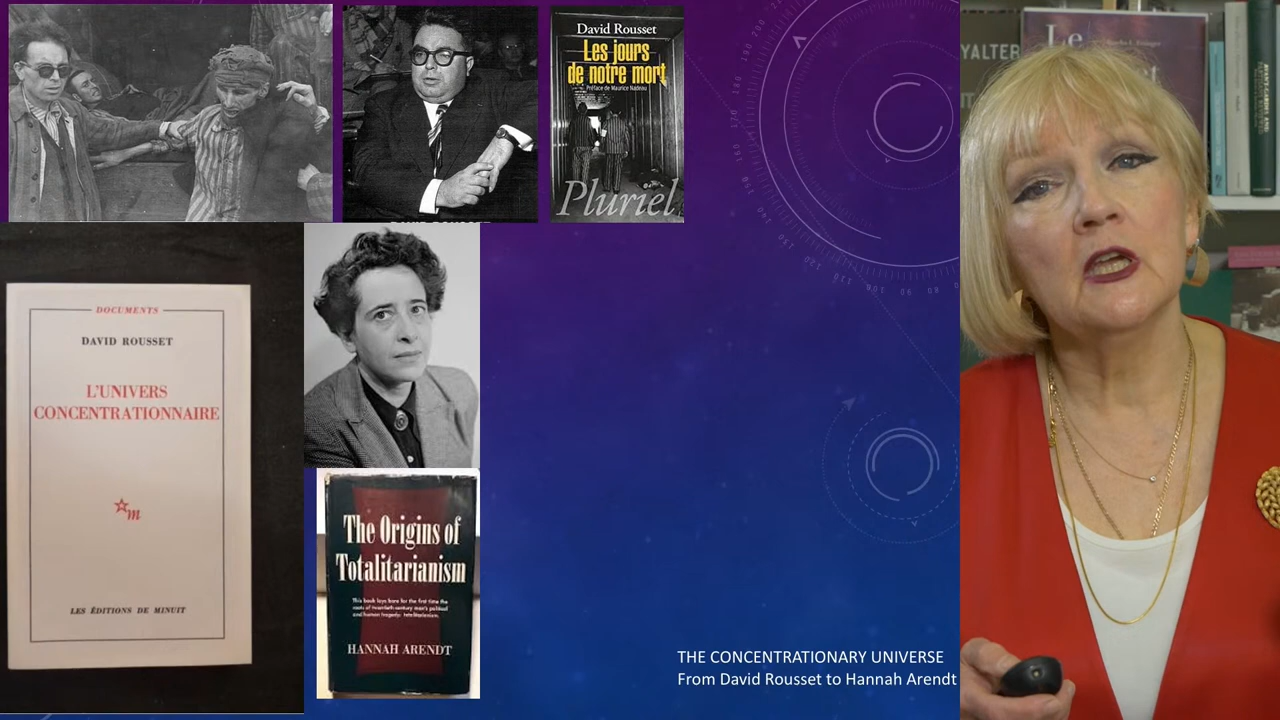 David Rousset
Les jours
de notre mort
Préface de Maurice Nadeau
Pluriel
DOCUMENTS
DAVID ROUSSET
L'UNIVERS
CONCENTRATIONNAIRE
m
LES ÉDITIONS DE MINUIT
The Origins of
Totalitarianism
This book lays bare for the first time the
roots of twentieth-century man's political
and human tragedy: totalitarianism.
HANNAH ARENDT
THE CONCENTRATIONARY UNIVERSE
From David Rousset to Hannah Arendt
YALTER
Le